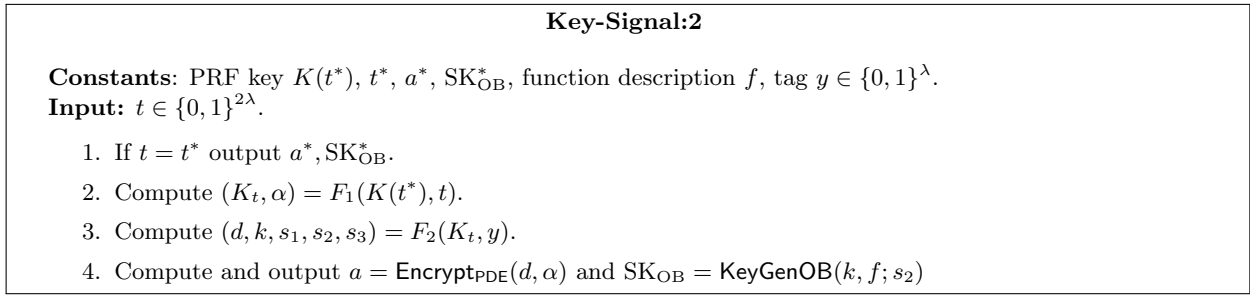 Key-Signal:2
Constants: PRF key K(t*), t*, a*, SK*_OB, function description f, tag y ∈ {0, 1}^λ.
Input: t ∈ {0, 1}^{2λ}.
1. If t = t* output a*, SK*_OB.
2. Compute (K_t, α) = F_1(K(t*), t).
3. Compute (d, k, s_1, s_2, s_3) = F_2(K_t, y).
4. Compute and output a = Encrypt_PDE(d, α) and SK_OB = KeyGenOB(k, f; s_2)